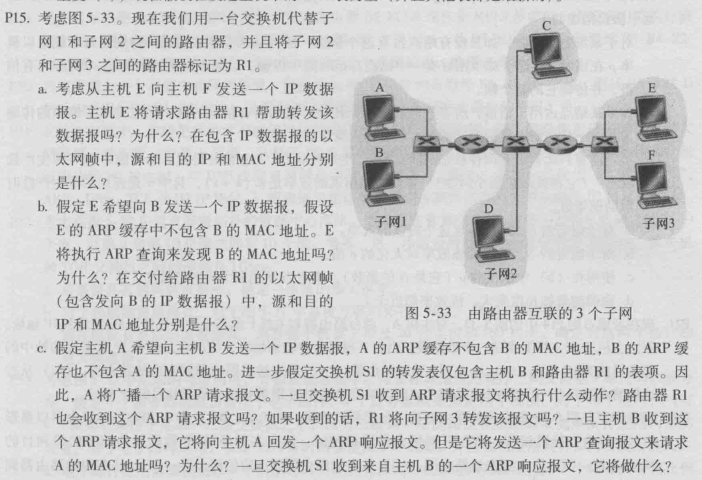 P15. 考虑图 5-33。现在我们用一台交换机代替子
网 1 和子网 2 之间的路由器，并且将子网 2
和子网 3 之间的路由器标记为 R1。
a. 考虑从主机 E 向主机 F 发送一个 IP 数据
报。主机 E 将请求路由器 R1 帮助转发该
数据报吗？为什么？在包含 IP 数据报的以
太网帧中，源和目的 IP 和 MAC 地址分别
是什么？
b. 假定 E 希望向 B 发送一个 IP 数据报，假设
E 的 ARP 缓存中不包含 B 的 MAC 地址。E
将执行 ARP 查询来发现 B 的 MAC 地址吗？
为什么？在交付给路由器 R1 的以太网帧
（包含发向 B 的 IP 数据报）中，源和目的
IP 和 MAC 地址分别是什么？
C
A
E
B
F
D
子网1
子网2
子网3
图 5-33 由路由器互联的 3 个子网
c. 假定主机 A 希望向主机 B 发送一个 IP 数据报，A 的 ARP 缓存不包含 B 的 MAC 地址，B 的 ARP 缓
存也不包含 A 的 MAC 地址。进一步假定交换机 S1 的转发表仅包含主机 B 和路由器 R1 的表项。因
此，A 将广播一个 ARP 请求报文。一旦交换机 S1 收到 ARP 请求报文将执行什么动作？路由器 R1
也会收到这个 ARP 请求报文吗？如果收到的话，R1 将向子网 3 转发该报文吗？一旦主机 B 收到这
个 ARP 请求报文，它将向主机 A 回发一个 ARP 响应报文。但是它将发送一个 ARP 查询报文来请求
A 的 MAC 地址吗？为什么？一旦交换机 S1 收到来自主机 B 的一个 ARP 响应报文，它将做什么？